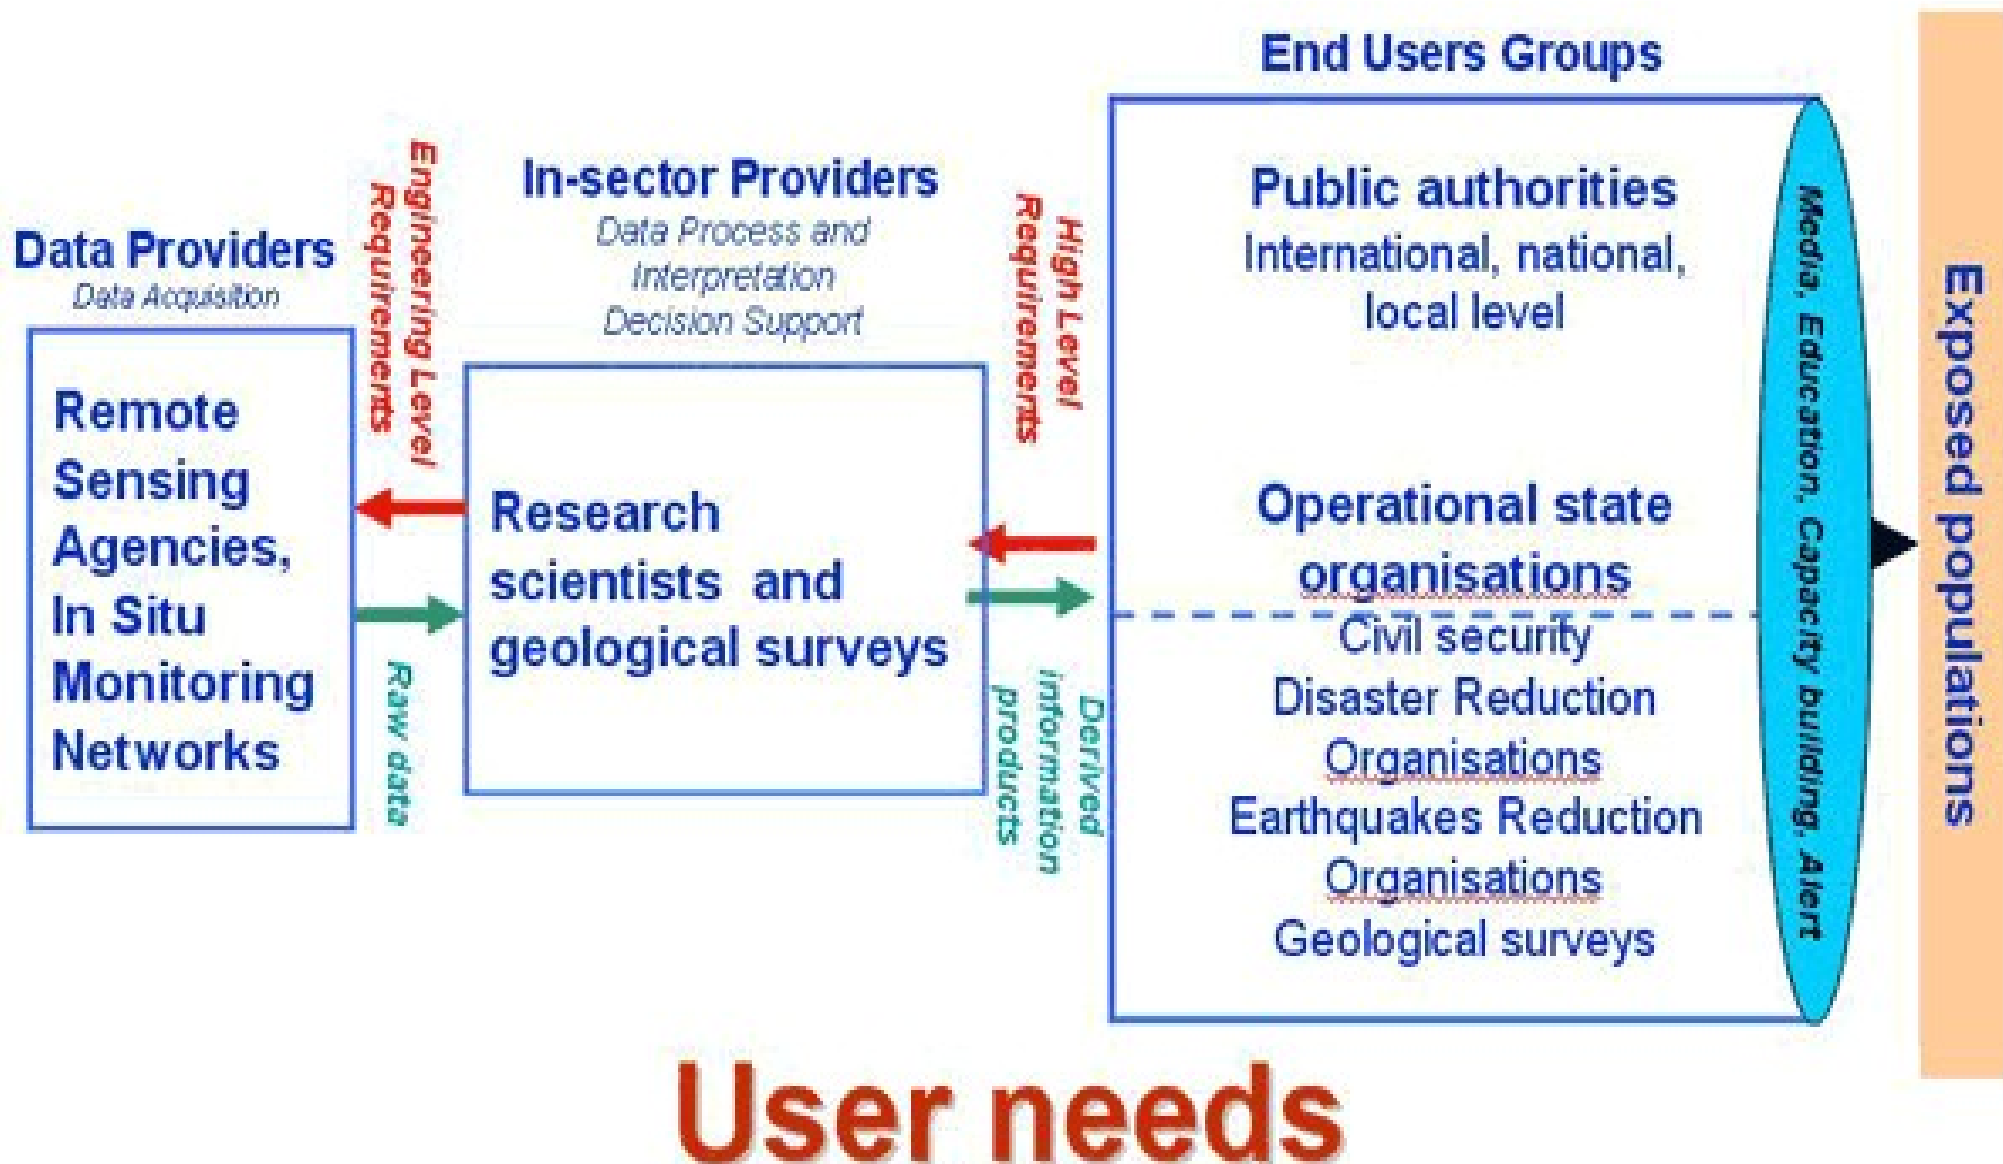 End Users Groups
Data Providers
Data Acquisition
Remote
Sensing
Agencies,
In Situ
Monitoring
Networks
Engineering Level
Requirements
Raw data
In-sector Providers
Data Process and
Interpretation
Decision Support
Research
scientists and
geological surveys
High Level
Requirements
Derived
information
products
Public authorities
International, national,
local level
Operational state
organisations
Civil security
Disaster Reduction
Organisations
Earthquakes Reduction
Organisations
Geological surveys
Media, Education, Capacity building, Alert
Exposed populations
User needs